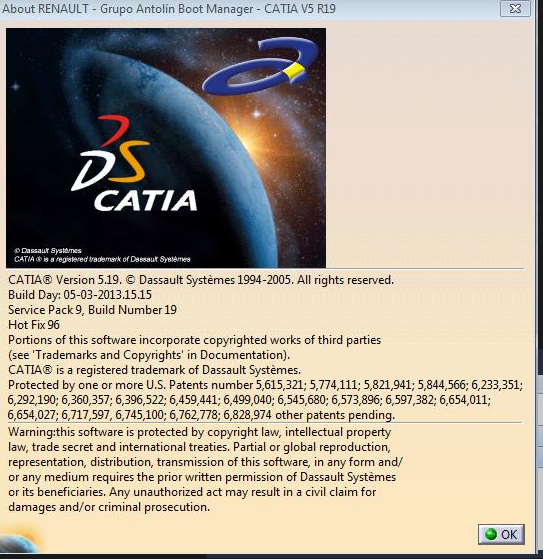 About RENAULT - Grupo Antolín Boot Manager - CATIA V5 R19
DS
CATIA
© Dassault Systèmes
CATIA ® is a registered trademark of Dassault Systèmes
CATIA® Version 5.19. © Dassault Systèmes 1994-2005. All rights reserved.
Build Day: 05-03-2013.15.15
Service Pack 9, Build Number 19
Hot Fix 96
Portions of this software incorporate copyrighted works of third parties
(see 'Trademarks and Copyrights' in Documentation).
CATIA® is a registered trademark of Dassault Systèmes.
Protected by one or more U.S. Patents number 5,615,321; 5,774,111; 5,821,941; 5,844,566; 6,233,351;
6,292,190; 6,360,357; 6,396,522; 6,459,441; 6,499,040; 6,545,680; 6,573,896; 6,597,382; 6,654,011;
6,654,027; 6,717,597, 6,745,100; 6,762,778; 6,828,974 other patents pending.
Warning:this software is protected by copyright law, intellectual property
law, trade secret and international treaties. Partial or global reproduction,
representation, distribution, transmission of this software, in any form and/
or any medium requires the prior written permission of Dassault Systèmes
or its beneficiaries. Any unauthorized act may result in a civil claim for
damages and/or criminal prosecution.
OK